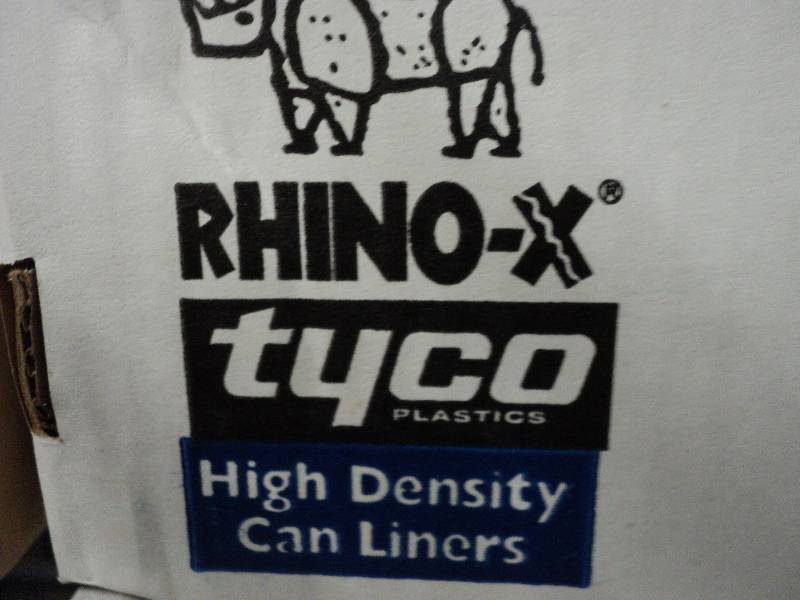 RHINO-X®
tyco
PLASTICS
High Density
Can Liners